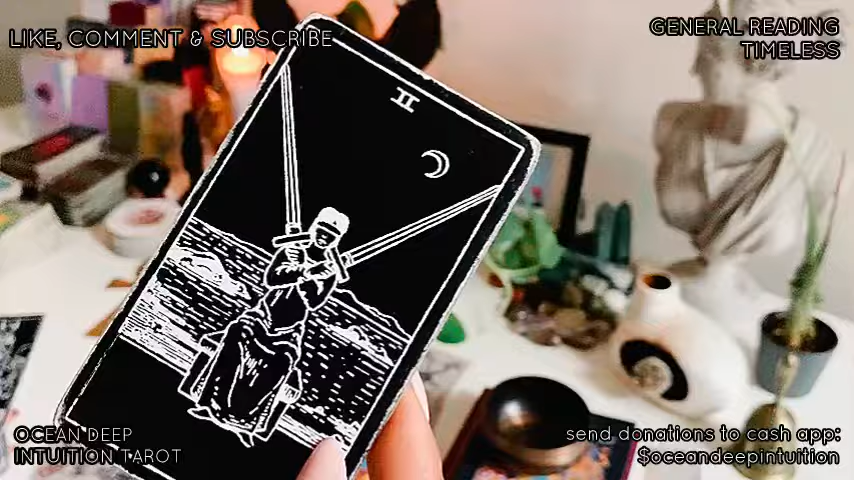 LIKE, COMMENT & SUBSCRIBE
GENERAL READING
TIMELESS
II
OCEAN DEEP
INTUITION TAROT
send donations to cash app:
$oceandeepintuition